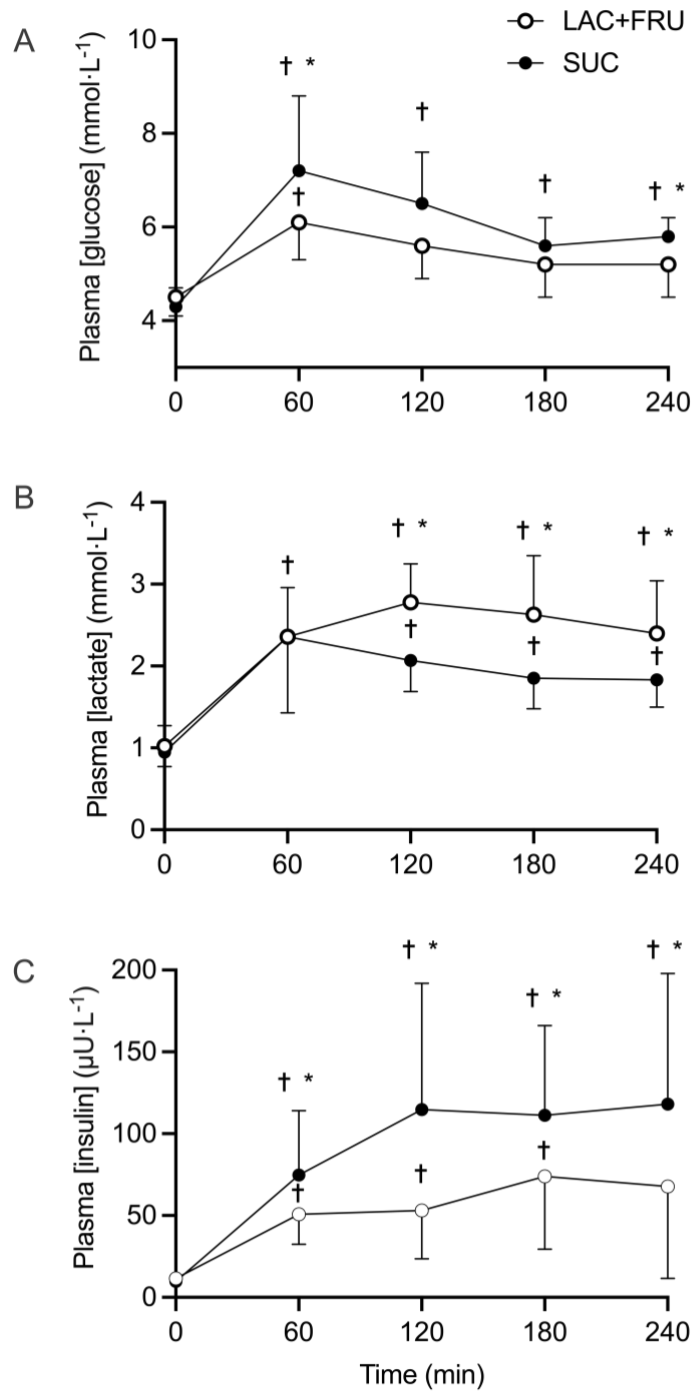 A
LAC+FRU
SUC
Plasma [glucose] (mmol·L-1)
10
8
6
4
† *
†
†
†
† *
0 60 120 180 240
B
Plasma [lactate] (mmol·L-1)
4
3
2
1
0
†
† *
† *
† *
†
†
†
0 60 120 180 240
C
Plasma [insulin] (µU·L-1)
200
150
100
50
0
† *
† *
† *
† *
†
†
†
0 60 120 180 240
Time (min)